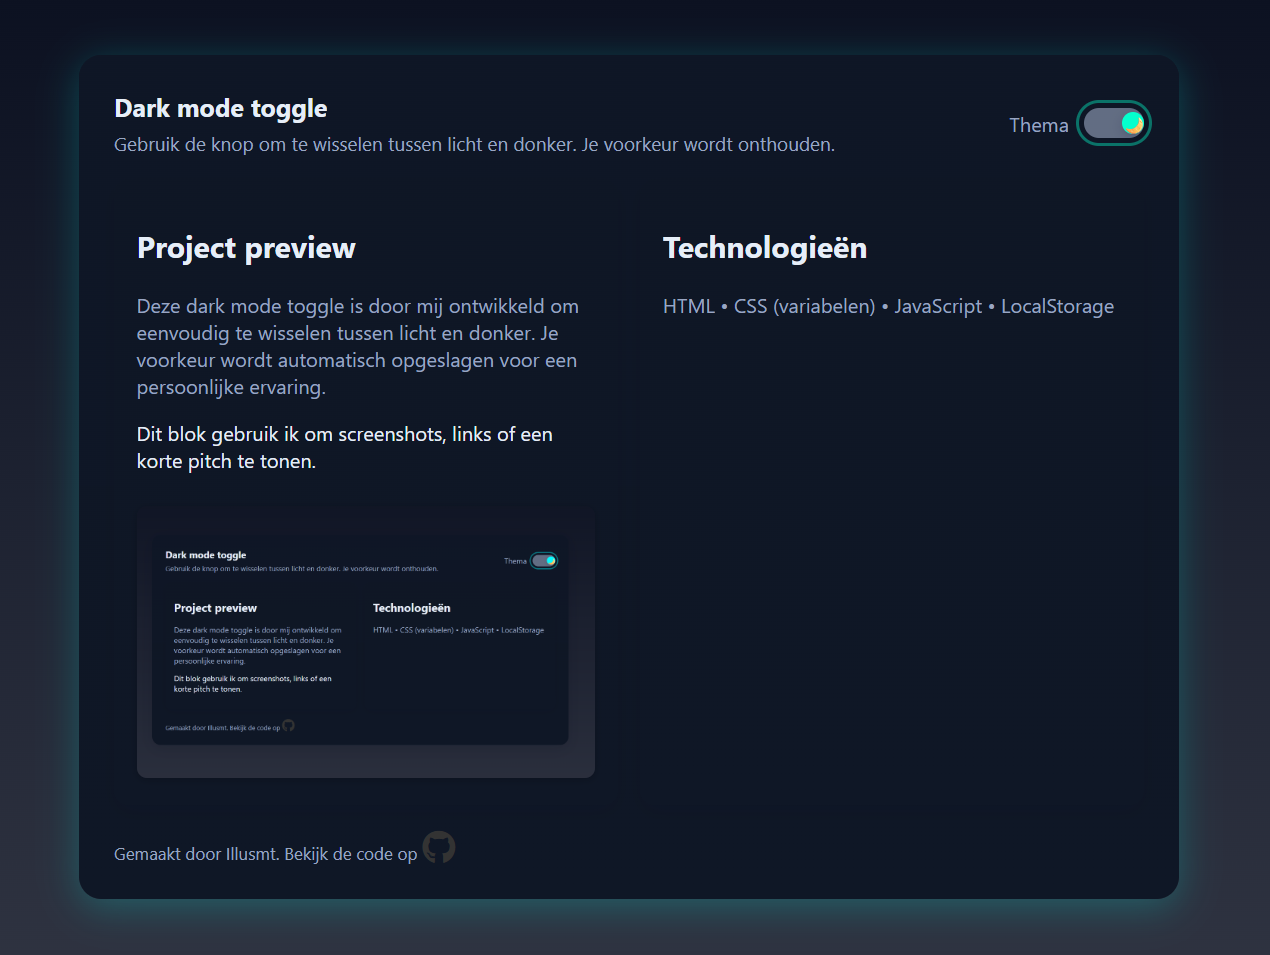 Dark mode toggle
Gebruik de knop om te wisselen tussen licht en donker. Je voorkeur wordt onthouden.
Thema
Project preview
Deze dark mode toggle is door mij ontwikkeld om
eenvoudig te wisselen tussen licht en donker. Je
voorkeur wordt automatisch opgeslagen voor een
persoonlijke ervaring.
Dit blok gebruik ik om screenshots, links of een
korte pitch te tonen.
Technologieën
HTML • CSS (variabelen) • JavaScript • LocalStorage
Dark mode toggle
Gebruik de knop om te wisselen tussen licht en donker. Je voorkeur wordt onthouden.
Thema
Project preview
Deze dark mode toggle is door mij ontwikkeld om
eenvoudig te wisselen tussen licht en donker. Je
voorkeur wordt automatisch opgeslagen voor een
persoonlijke ervaring.
Dit blok gebruik ik om screenshots, links of een
korte pitch te tonen.
Technologieën
HTML • CSS (variabelen) • JavaScript • LocalStorage
Gemaakt door Illusmt. Bekijk de code op
Gemaakt door Illusmt. Bekijk de code op